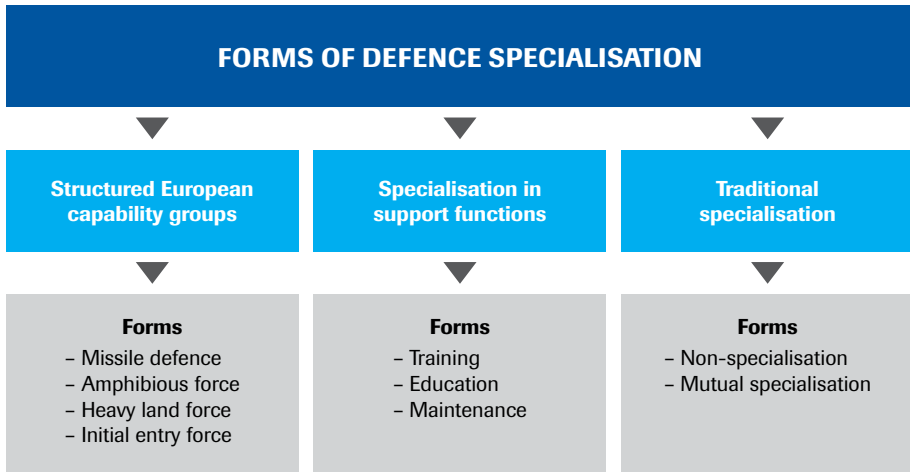 FORMS OF DEFENCE SPECIALISATION
Structured European
capability groups
Forms
– Missile defence
– Amphibious force
– Heavy land force
– Initial entry force
Specialisation in
support functions
Forms
– Training
– Education
– Maintenance
Traditional
specialisation
Forms
– Non-specialisation
– Mutual specialisation